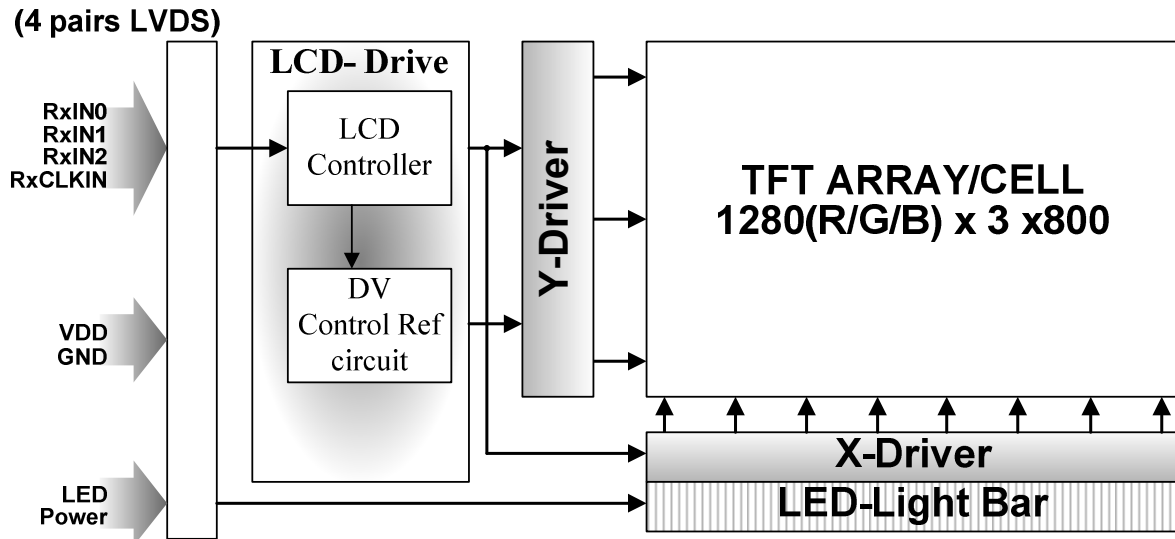 (4 pairs LVDS)
RxIN0
RxIN1
RxIN2
RxCLKIN
VDD
GND
LED
Power
LCD- Drive
LCD
Controller
DV
Control Ref
circuit
Y-Driver
TFT ARRAY/CELL
1280(R/G/B) x 3 x800
X-Driver
LED-Light Bar